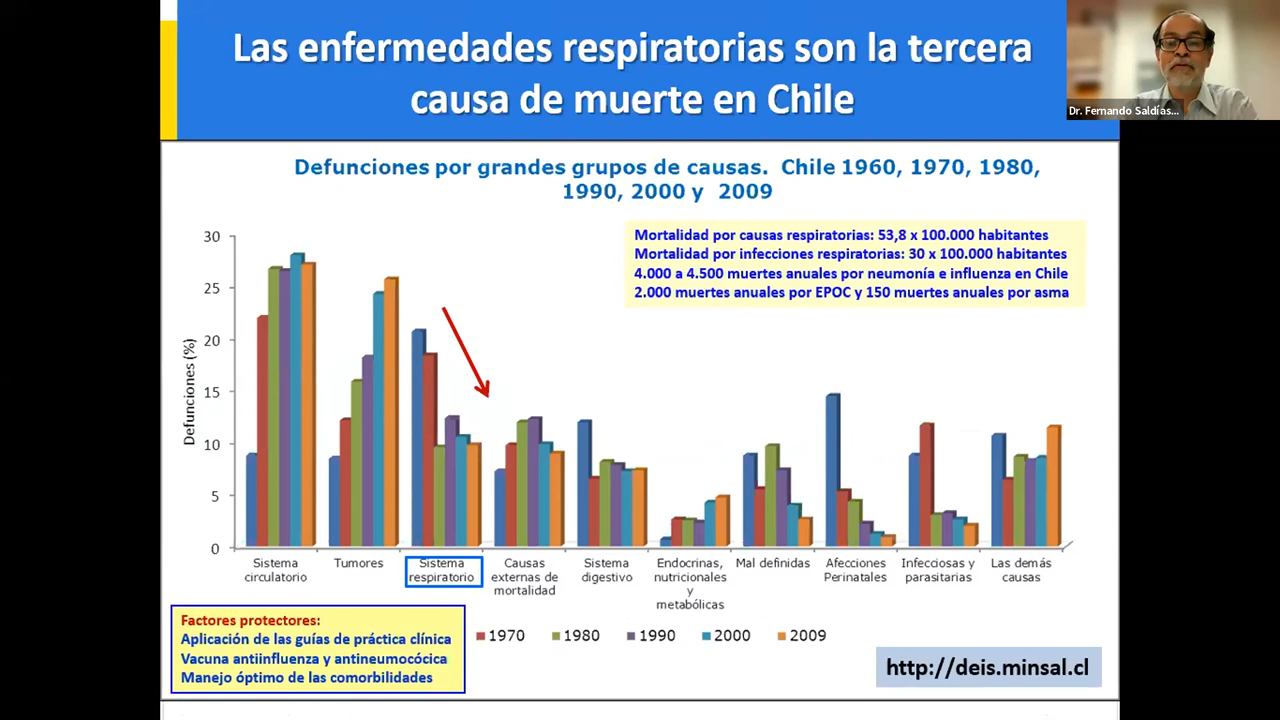 Las enfermedades respiratorias son la tercera
causa de muerte en Chile
Dr. Fernando Saldías...
Defunciones por grandes grupos de causas. Chile 1960, 1970, 1980,
1990, 2000 y 2009
Mortalidad por causas respiratorias: 53,8 x 100.000 habitantes
Mortalidad por infecciones respiratorias: 30 x 100.000 habitantes
4.000 a 4.500 muertes anuales por neumonía e influenza en Chile
2.000 muertes anuales por EPOC y 150 muertes anuales por asma
Defunciones (%)
30
25
20
15
10
5
0
Sistema
circulatorio
Tumores
Sistema
respiratorio
Causas
externas de
mortalidad
Sistema
digestivo
Endocrinas,
nutricionales
y
metabólicas
Mal definidas
Afecciones
Perinatales
Infecciosas y
parasitarias
Las demás
causas
1970
1980
1990
2000
2009
Factores protectores:
Aplicación de las guías de práctica clínica
Vacuna antiinfluenza y antineumocócica
Manejo óptimo de las comorbilidades
http://deis.minsal.cl